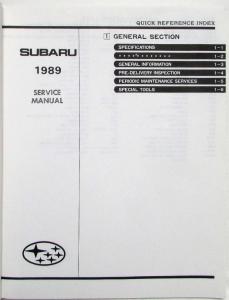 QUICK REFERENCE INDEX
SUBARU
1989
SERVICE
MANUAL
1 GENERAL SECTION
SPECIFICATIONS 1-1
* * * * * * * * * * * 1-2
GENERAL INFORMATION 1-3
PRE-DELIVERY INSPECTION 1-4
PERIODIC MAINTENANCE SERVICES 1-5
SPECIAL TOOLS 1-6